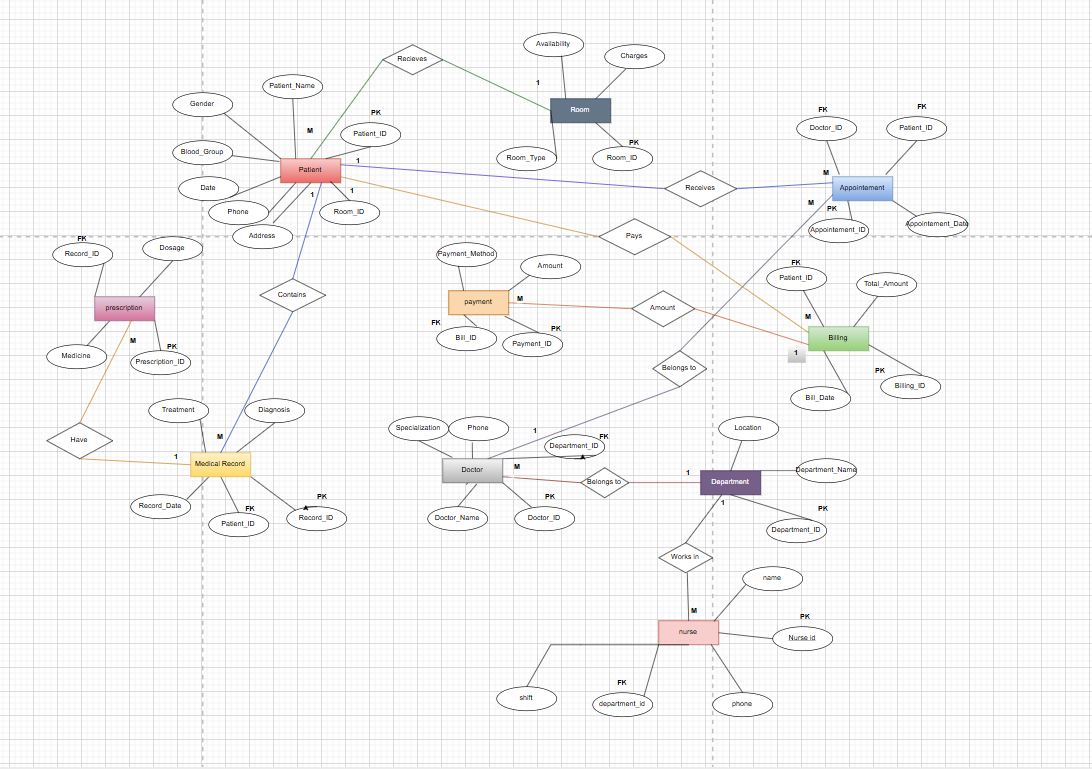 Availability
Recieves
Charges
1
Patient_Name
Gender
Room
PK
FK
FK
M
Patient_ID
Doctor_ID
Patient_ID
PK
Blood_Group
Room_Type
Room_ID
1
Patient
M
Date
1
1
Receives
Appointement
M
PK
Phone
Room_ID
Appointement_ID
Appointement_Date
Address
Pays
FK
Record_ID
Dosage
Payment_Method
Amount
FK
Patient_ID
Total_Amount
Contains
prescription
payment
M
Amount
M
FK
PK
Bill_ID
Payment_ID
Billing
M
PK
1
Medicine
Prescription_ID
Belongs to
PK
Billing_ID
Bill_Date
Treatment
Diagnosis
Specialization
Phone
1
Location
Have
M
FK
Department_ID
1
Medical Record
Doctor
M
1
Department_Name
Belongs to
Department
PK
PK
1
PK
Record_Date
FK
Patient_ID
Record_ID
Doctor_Name
Doctor_ID
Department_ID
Works in
name
M
PK
nurse
Nurse id
FK
shift
department_id
phone